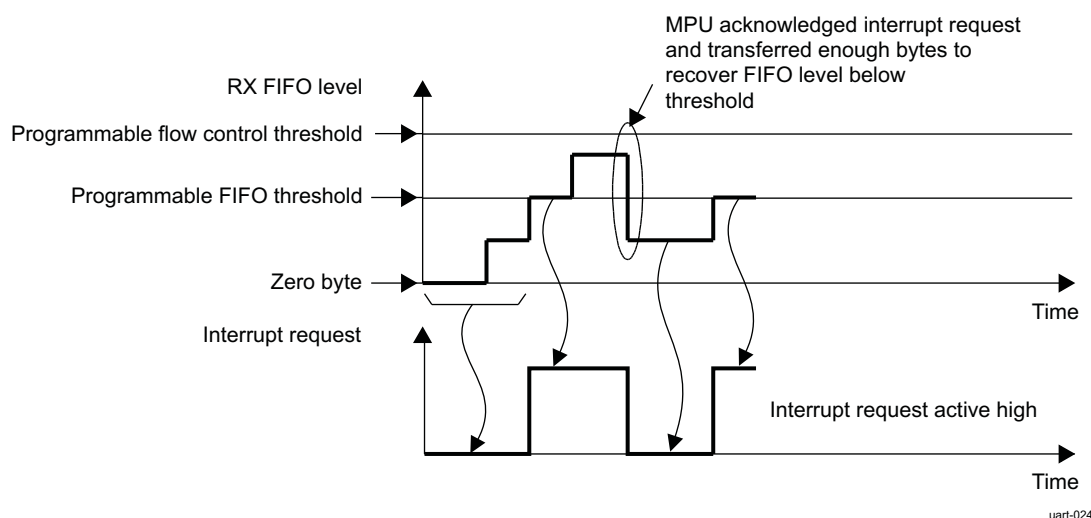 MPU acknowledged interrupt request
and transferred enough bytes to
recover FIFO level below
threshold
RX FIFO level
Programmable flow control threshold
Programmable FIFO threshold
Zero byte
Time
Interrupt request
Interrupt request active high
Time
uart-024